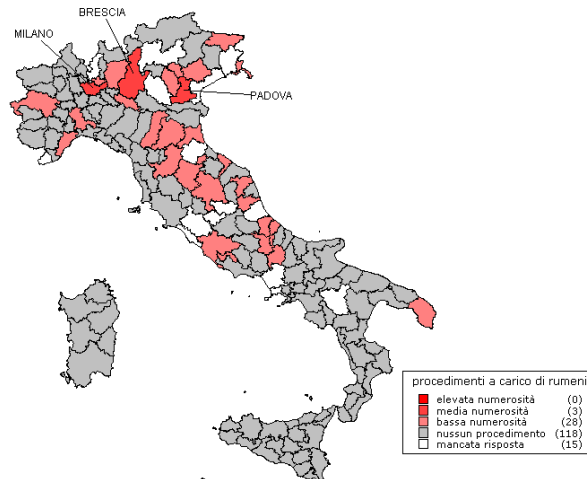 BRESCIA
MILANO
PADOVA
procedimenti a carico di rumeni
elevata numerosità (0)
media numerosità (3)
bassa numerosità (28)
nussun procedimento (118)
mancata risposta (15)